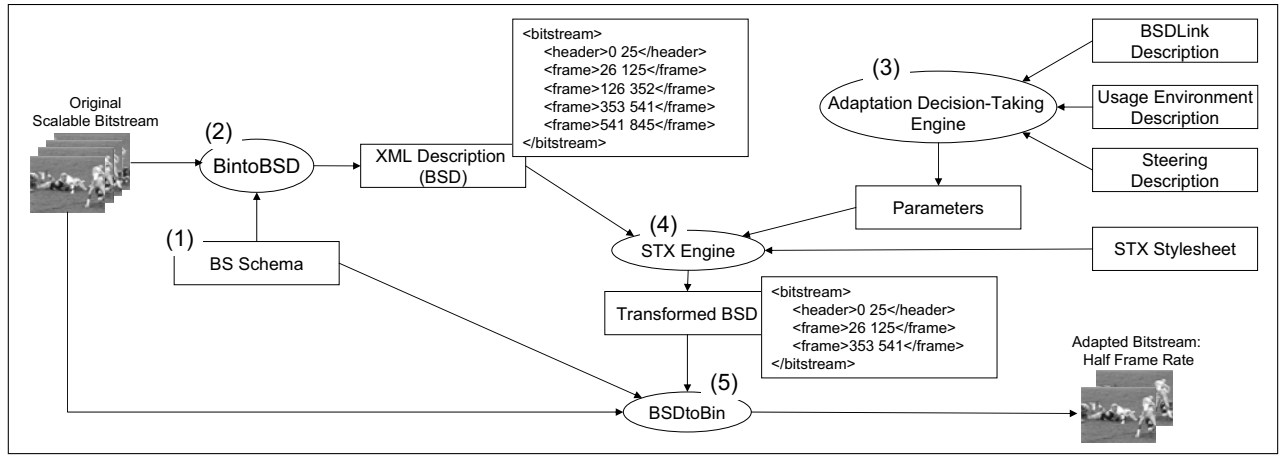 Original
Scalable Bitstream
(2)
BintoBSD
(1)
BS Schema
XML Description
(BSD)
<bitstream>
<header>0 25</header>
<frame>26 125</frame>
<frame>126 352</frame>
<frame>353 541</frame>
<frame>541 845</frame>
</bitstream>
(3)
Adaptation Decision-Taking
Engine
BSDLink
Description
Usage Environment
Description
Steering
Description
Parameters
(4)
STX Engine
STX Stylesheet
Transformed BSD
<bitstream>
<header>0 25</header>
<frame>26 125</frame>
<frame>353 541</frame>
</bitstream>
(5)
BSDtoBin
Adapted Bitstream:
Half Frame Rate